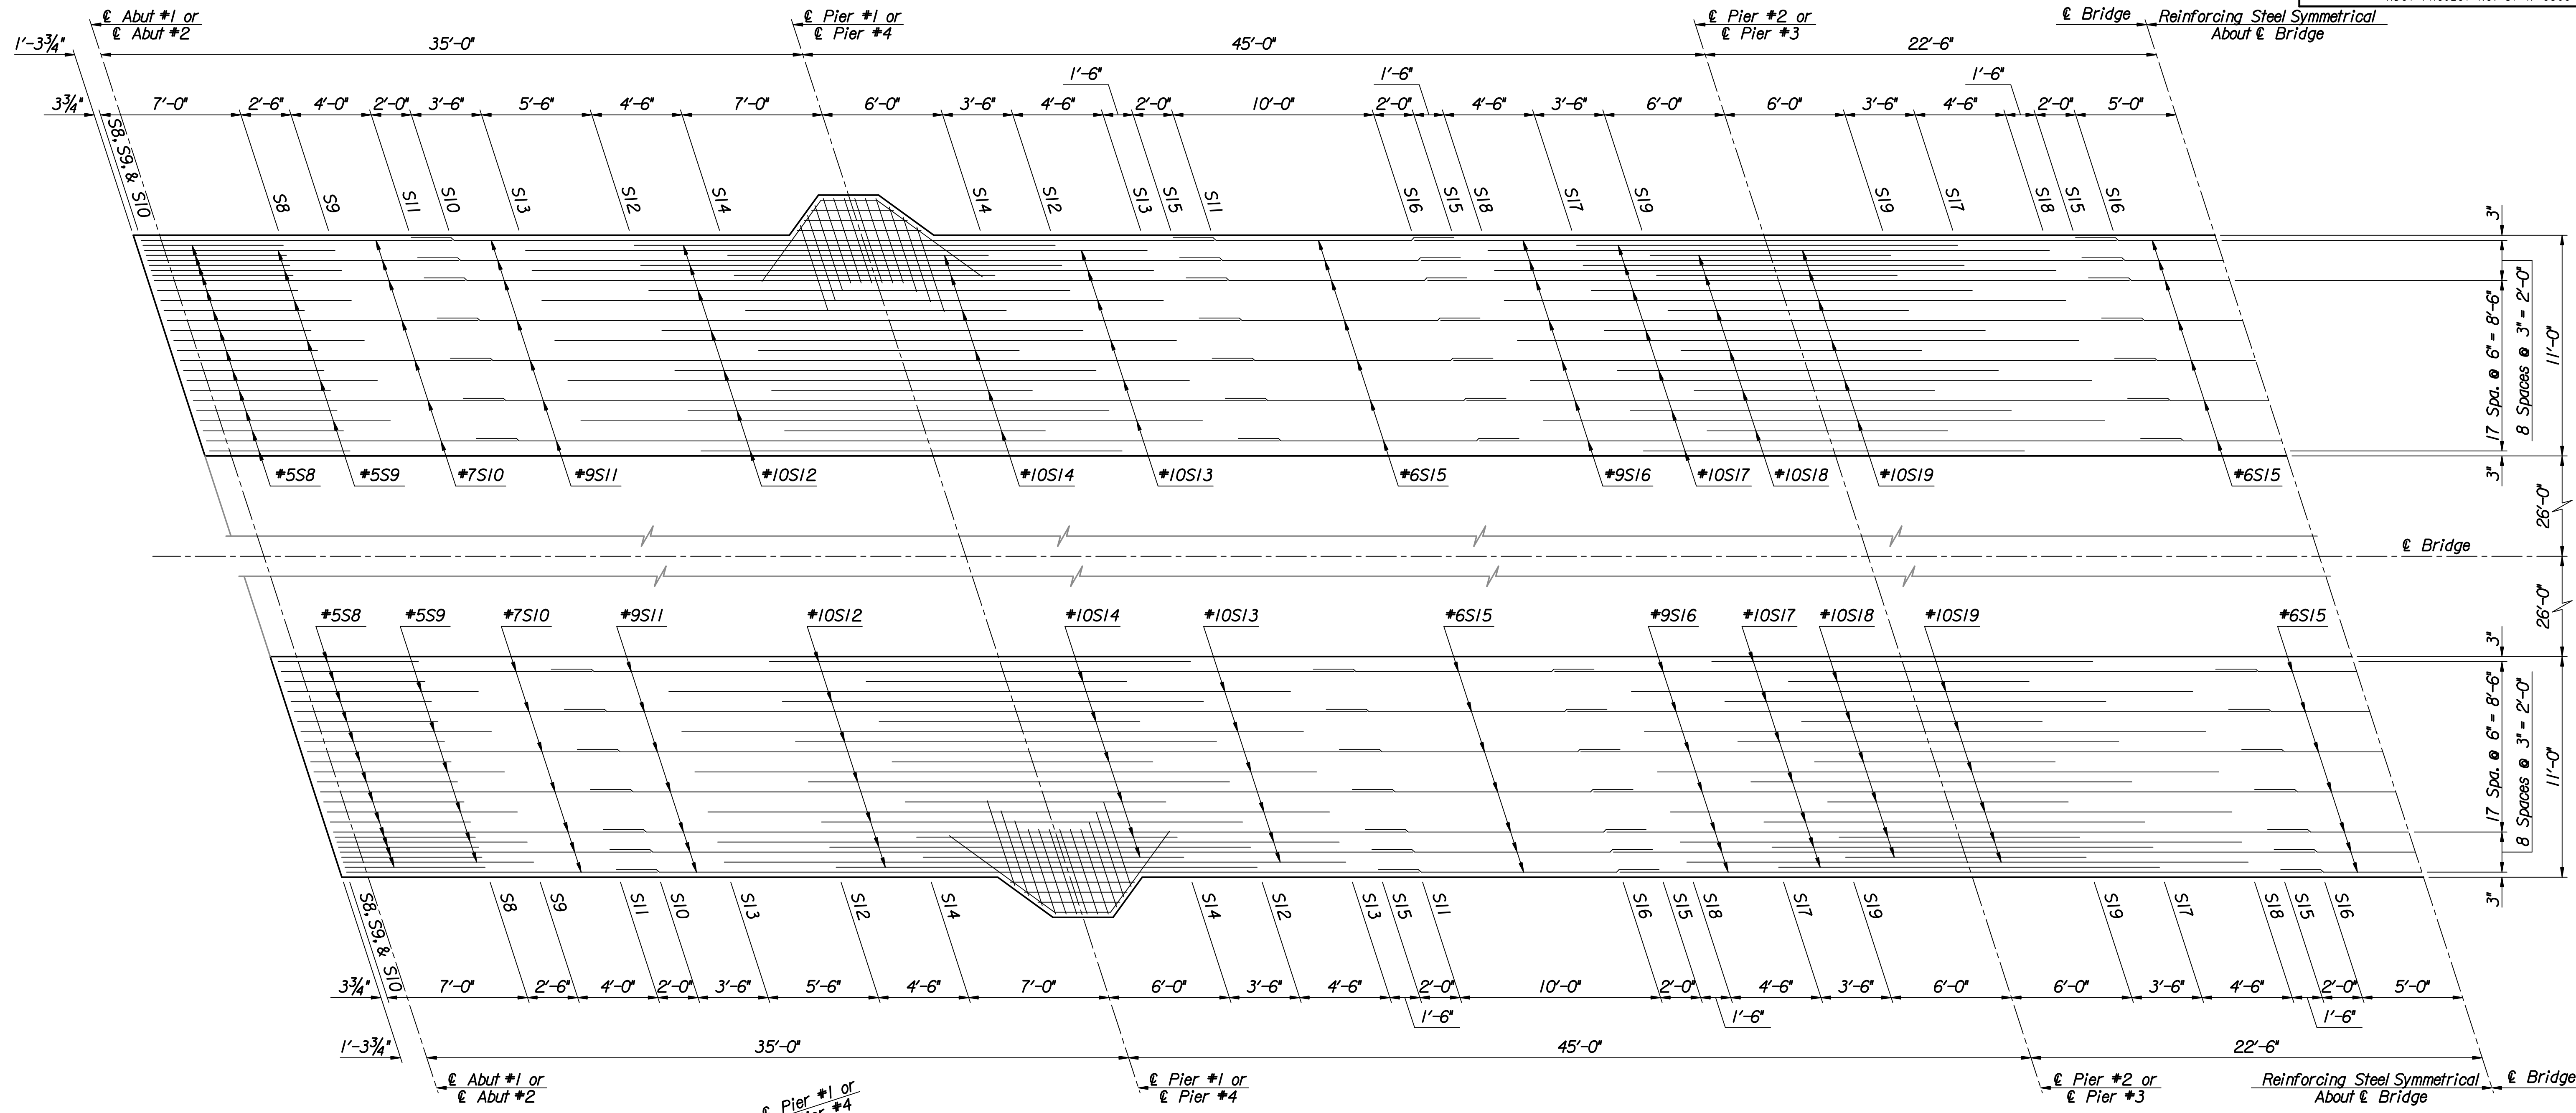 ℄ Abut #1 or
℄ Abut #2
℄ Pier #1 or
℄ Pier #4
℄ Pier #2 or
℄ Pier #3
℄ Bridge
Reinforcing Steel Symmetrical
About ℄ Bridge
1'-3¾"
35'-0"
45'-0"
22'-6"
1'-6"
1'-6"
1'-6"
3¾"
7'-0"
2'-6"
4'-0"
2'-0"
3'-6"
5'-6"
4'-6"
7'-0"
6'-0"
3'-6"
4'-6"
2'-0"
10'-0"
2'-0"
4'-6"
3'-6"
6'-0"
6'-0"
3'-6"
4'-6"
2'-0"
5'-0"
S8, S9, & S10
S8
S9
S11
S10
S13
S12
S14
S14
S12
S13
S15
S11
S16
S15
S18
S17
S19
S19
S17
S18
S15
S16
3"
17 Spa. @ 6" = 8'-6"
8 Spaces @ 3" = 2'-0"
11'-0"
3"
#5S8
#5S9
#7S10
#9S11
#10S12
#10S14
#10S13
#6S15
#9S16
#10S17
#10S18
#10S19
#6S15
26'-0"
℄ Bridge
26'-0"
#5S8
#5S9
#7S10
#9S11
#10S12
#10S14
#10S13
#6S15
#9S16
#10S17
#10S18
#10S19
#6S15
3"
17 Spa. @ 6" = 8'-6"
8 Spaces @ 3" = 2'-0"
11'-0"
3"
S8, S9, & S10
S8
S9
S11
S10
S13
S12
S14
S14
S12
S13
S15
S11
S16
S15
S18
S17
S19
S19
S17
S18
S15
S16
3¾"
7'-0"
2'-6"
4'-0"
2'-0"
3'-6"
5'-6"
4'-6"
7'-0"
6'-0"
3'-6"
4'-6"
2'-0"
10'-0"
2'-0"
4'-6"
3'-6"
6'-0"
6'-0"
3'-6"
4'-6"
2'-0"
5'-0"
1'-6"
1'-6"
1'-6"
1'-3¾"
35'-0"
45'-0"
22'-6"
℄ Abut #1 or
℄ Abut #2
℄ Pier #1 or
#4
℄ Pier #1 or
℄ Pier #4
℄ Pier #2 or
℄ Pier #3
Reinforcing Steel Symmetrical
About ℄ Bridge
℄ Bridge